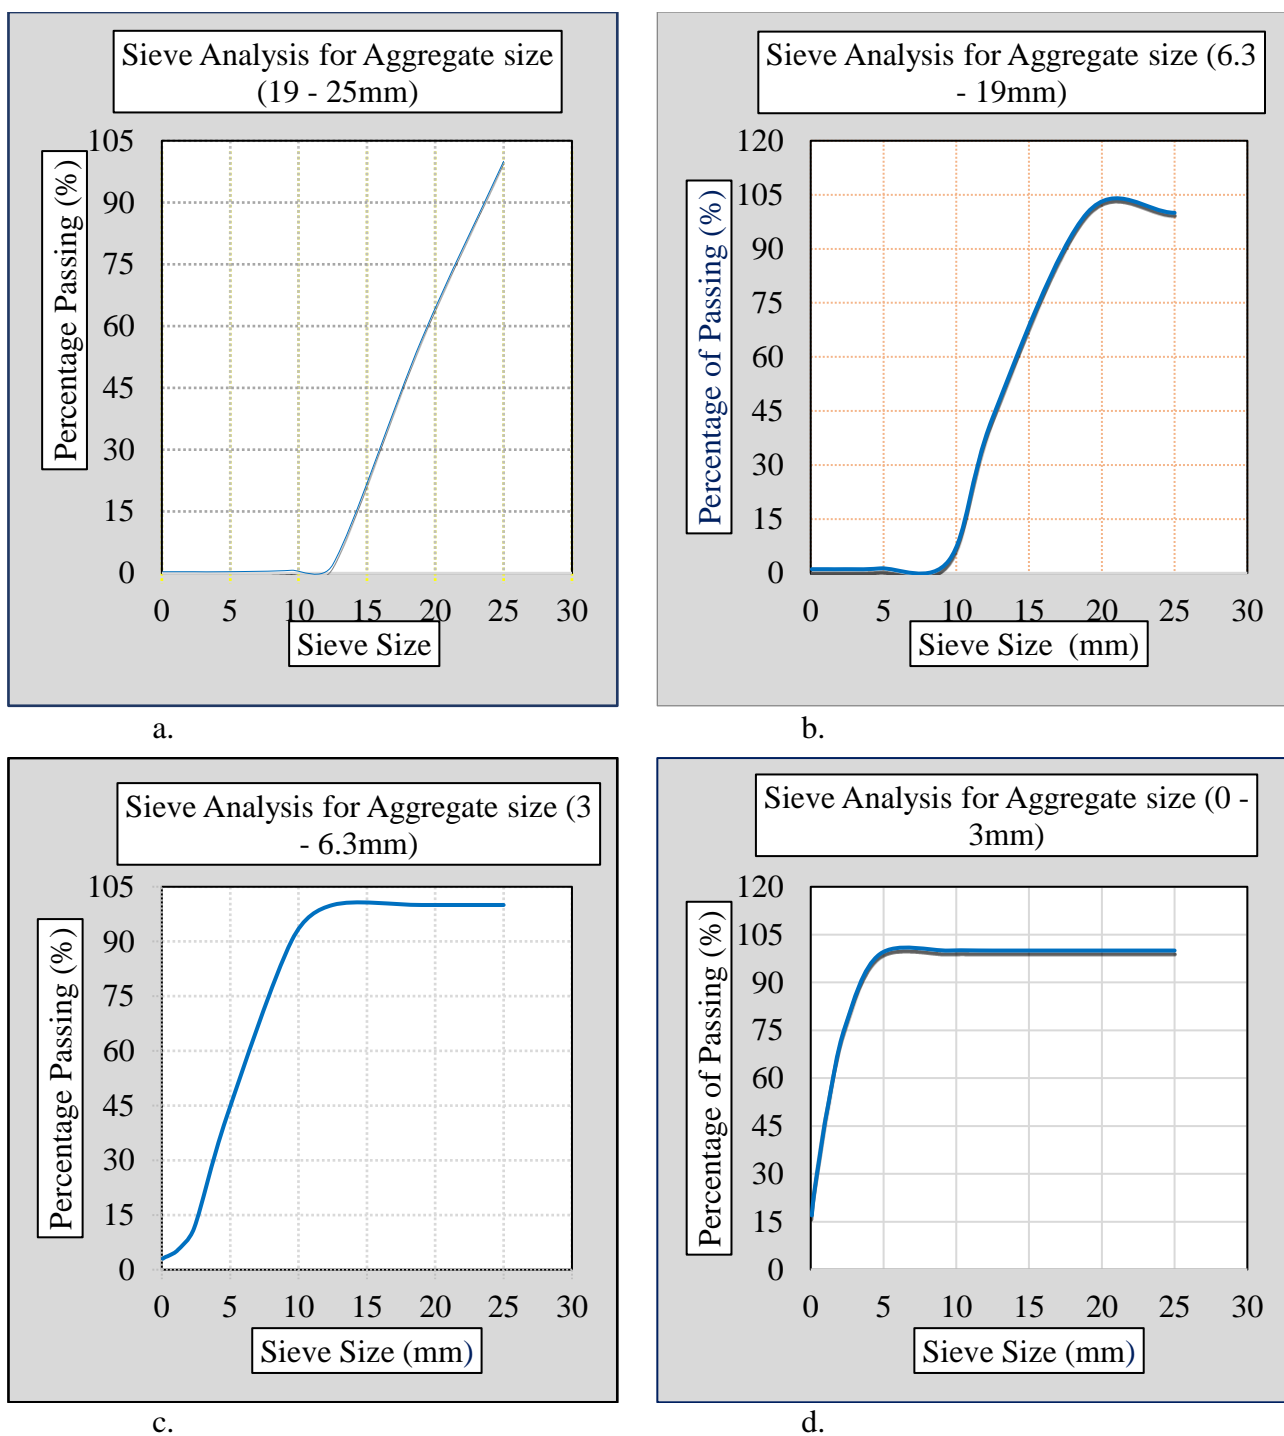 Sieve Analysis for Aggregate size
(19 - 25mm)
105
90
75
60
45
30
15
0
Percentage Passing (%)
0 5 10 15 20 25 30
Sieve Size
a.
Sieve Analysis for Aggregate size (6.3
- 19mm)
120
105
90
75
60
45
30
15
0
Percentage of Passing (%)
0 5 10 15 20 25 30
Sieve Size (mm)
b.
Sieve Analysis for Aggregate size (3
- 6.3mm)
105
90
75
60
45
30
15
0
Percentage Passing (%)
0 5 10 15 20 25 30
Sieve Size (mm)
c.
Sieve Analysis for Aggregate size (0 -
3mm)
120
105
90
75
60
45
30
15
0
Percentage of Passing (%)
0 5 10 15 20 25 30
Sieve Size (mm)
d.